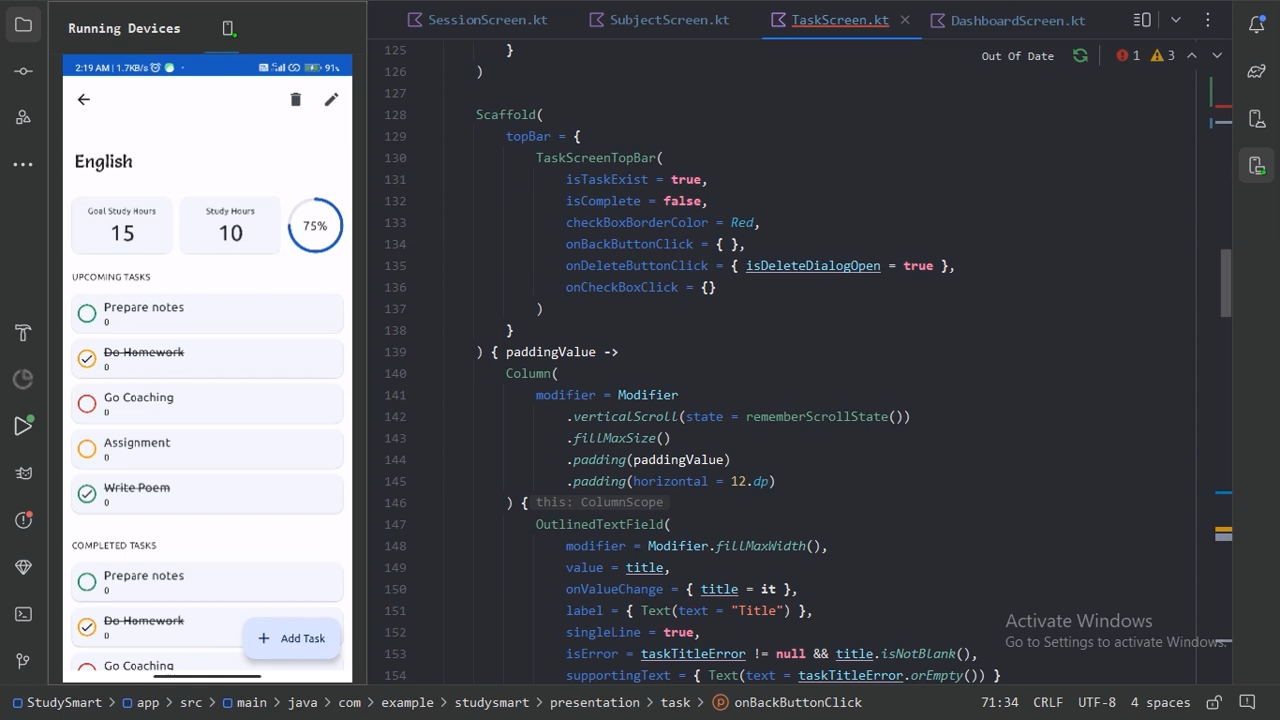 Running Devices
SessionScreen.kt
SubjectScreen.kt
TaskScreen.kt
DashboardScreen.kt
2:19 AM | 1.7KB/s
91%
Out Of Date
1
3
English
Goal Study Hours
15
Study Hours
10
75%
UPCOMING TASKS
Prepare notes
0
Do Homework
0
Go Coaching
0
Assignment
0
Write Poem
0
COMPLETED TASKS
Prepare notes
0
Do Homework
0
Go Coaching
+ Add Task
125 }
126 )
127
128 Scaffold(
129 topBar = {
130 TaskScreenTopBar(
131 isTaskExist = true,
132 isComplete = false,
133 checkBoxBorderColor = Red,
134 onBackButtonClick = { },
135 onDeleteButtonClick = { isDeleteDialogOpen = true },
136 onCheckBoxClick = {}
137 )
138 }
139 ) { paddingValue ->
140 Column(
141 modifier = Modifier
142 .verticalScroll(state = rememberScrollState())
143 .fillMaxSize()
144 .padding(paddingValue)
145 .padding(horizontal = 12.dp)
146 ) { this: ColumnScope
147 OutlinedTextField(
148 modifier = Modifier.fillMaxWidth(),
149 value = title,
150 onValueChange = { title = it },
151 label = { Text(text = "Title") },
152 singleLine = true,
153 isError = taskTitleError != null && title.isNotBlank(),
154 supportingText = { Text(text = taskTitleError.orEmpty()) }
Activate Windows
Go to Settings to activate Windows.
StudySmart > app > src > main > java > com > example > studysmart > presentation > task > onBackButtonClick
71:34 CRLF UTF-8 4 spaces